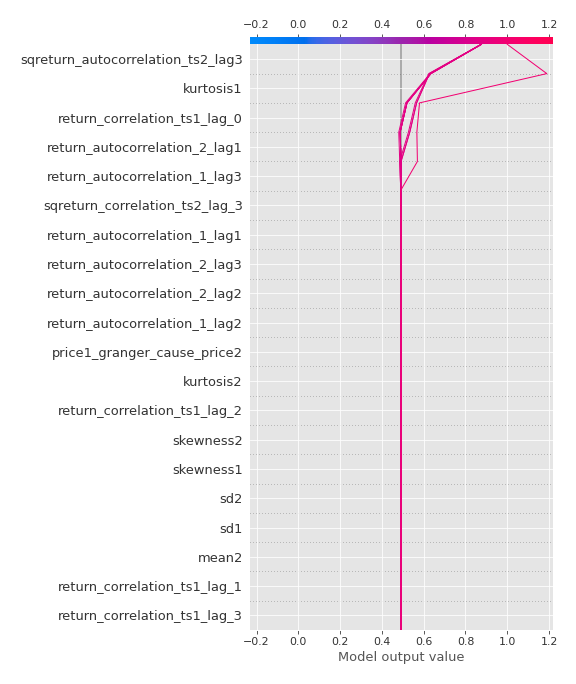 −0.2 0.0 0.2 0.4 0.6 0.8 1.0 1.2
sqreturn_autocorrelation_ts2_lag3
kurtosis1
return_correlation_ts1_lag_0
return_autocorrelation_2_lag1
return_autocorrelation_1_lag3
sqreturn_correlation_ts2_lag_3
return_autocorrelation_1_lag1
return_autocorrelation_2_lag3
return_autocorrelation_2_lag2
return_autocorrelation_1_lag2
price1_granger_cause_price2
kurtosis2
return_correlation_ts1_lag_2
skewness2
skewness1
sd2
sd1
mean2
return_correlation_ts1_lag_1
return_correlation_ts1_lag_3
−0.2 0.0 0.2 0.4 0.6 0.8 1.0 1.2
Model output value